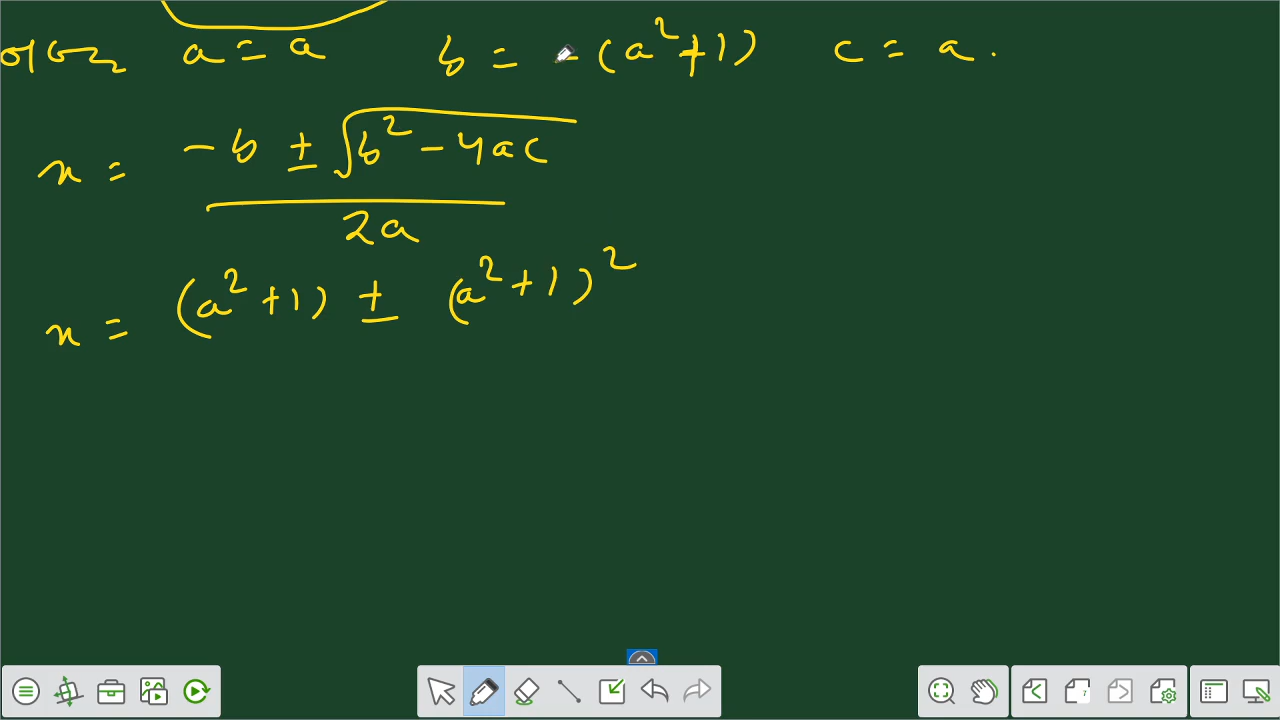 a = a b = -(a²+1) c = a.
x = -b ± √b² - 4ac / 2a
x = (a²+1) ± (a²+1)²